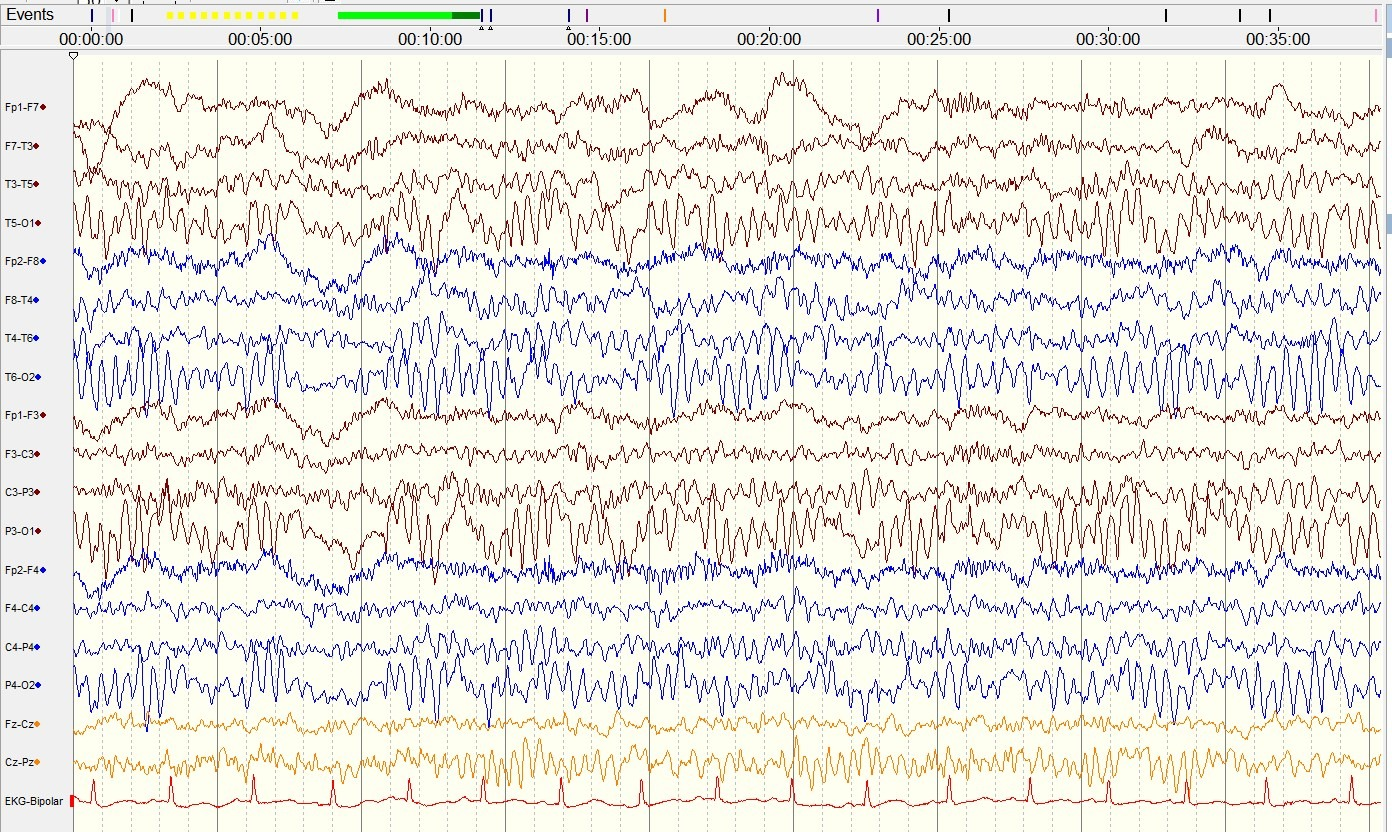 Events
00:00:00 00:05:00 00:10:00 00:15:00 00:20:00 00:25:00 00:30:00 00:35:00
Fp1-F7
F7-T3
T3-T5
T5-O1
Fp2-F8
F8-T4
T4-T6
T6-O2
Fp1-F3
F3-C3
C3-P3
P3-O1
Fp2-F4
F4-C4
C4-P4
P4-O2
Fz-Cz
Cz-Pz
EKG-Bipolar